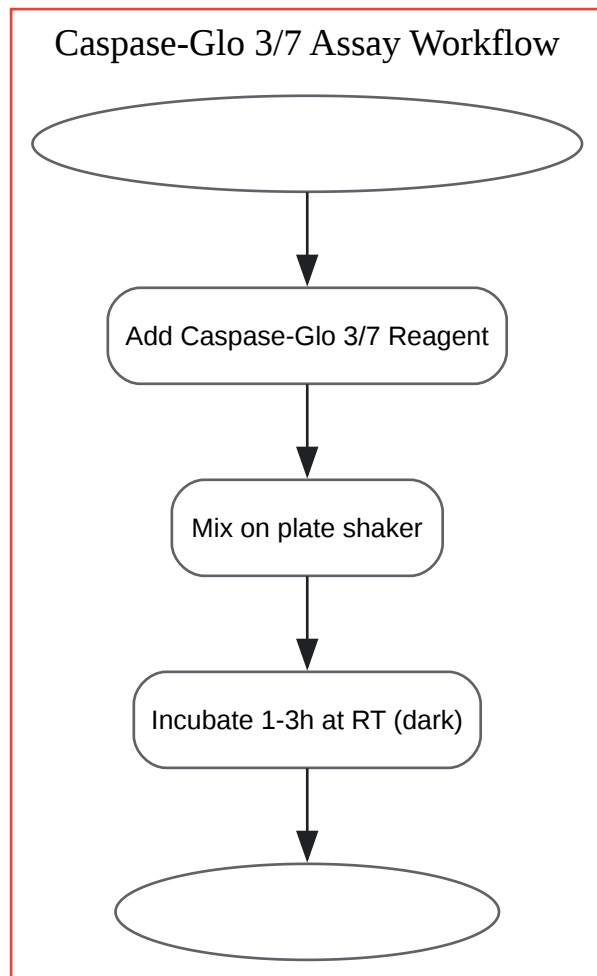 Caspase-Glo 3/7 Assay Workflow
Add Caspase-Glo 3/7 Reagent
Mix on plate shaker
Incubate 1-3h at RT (dark)